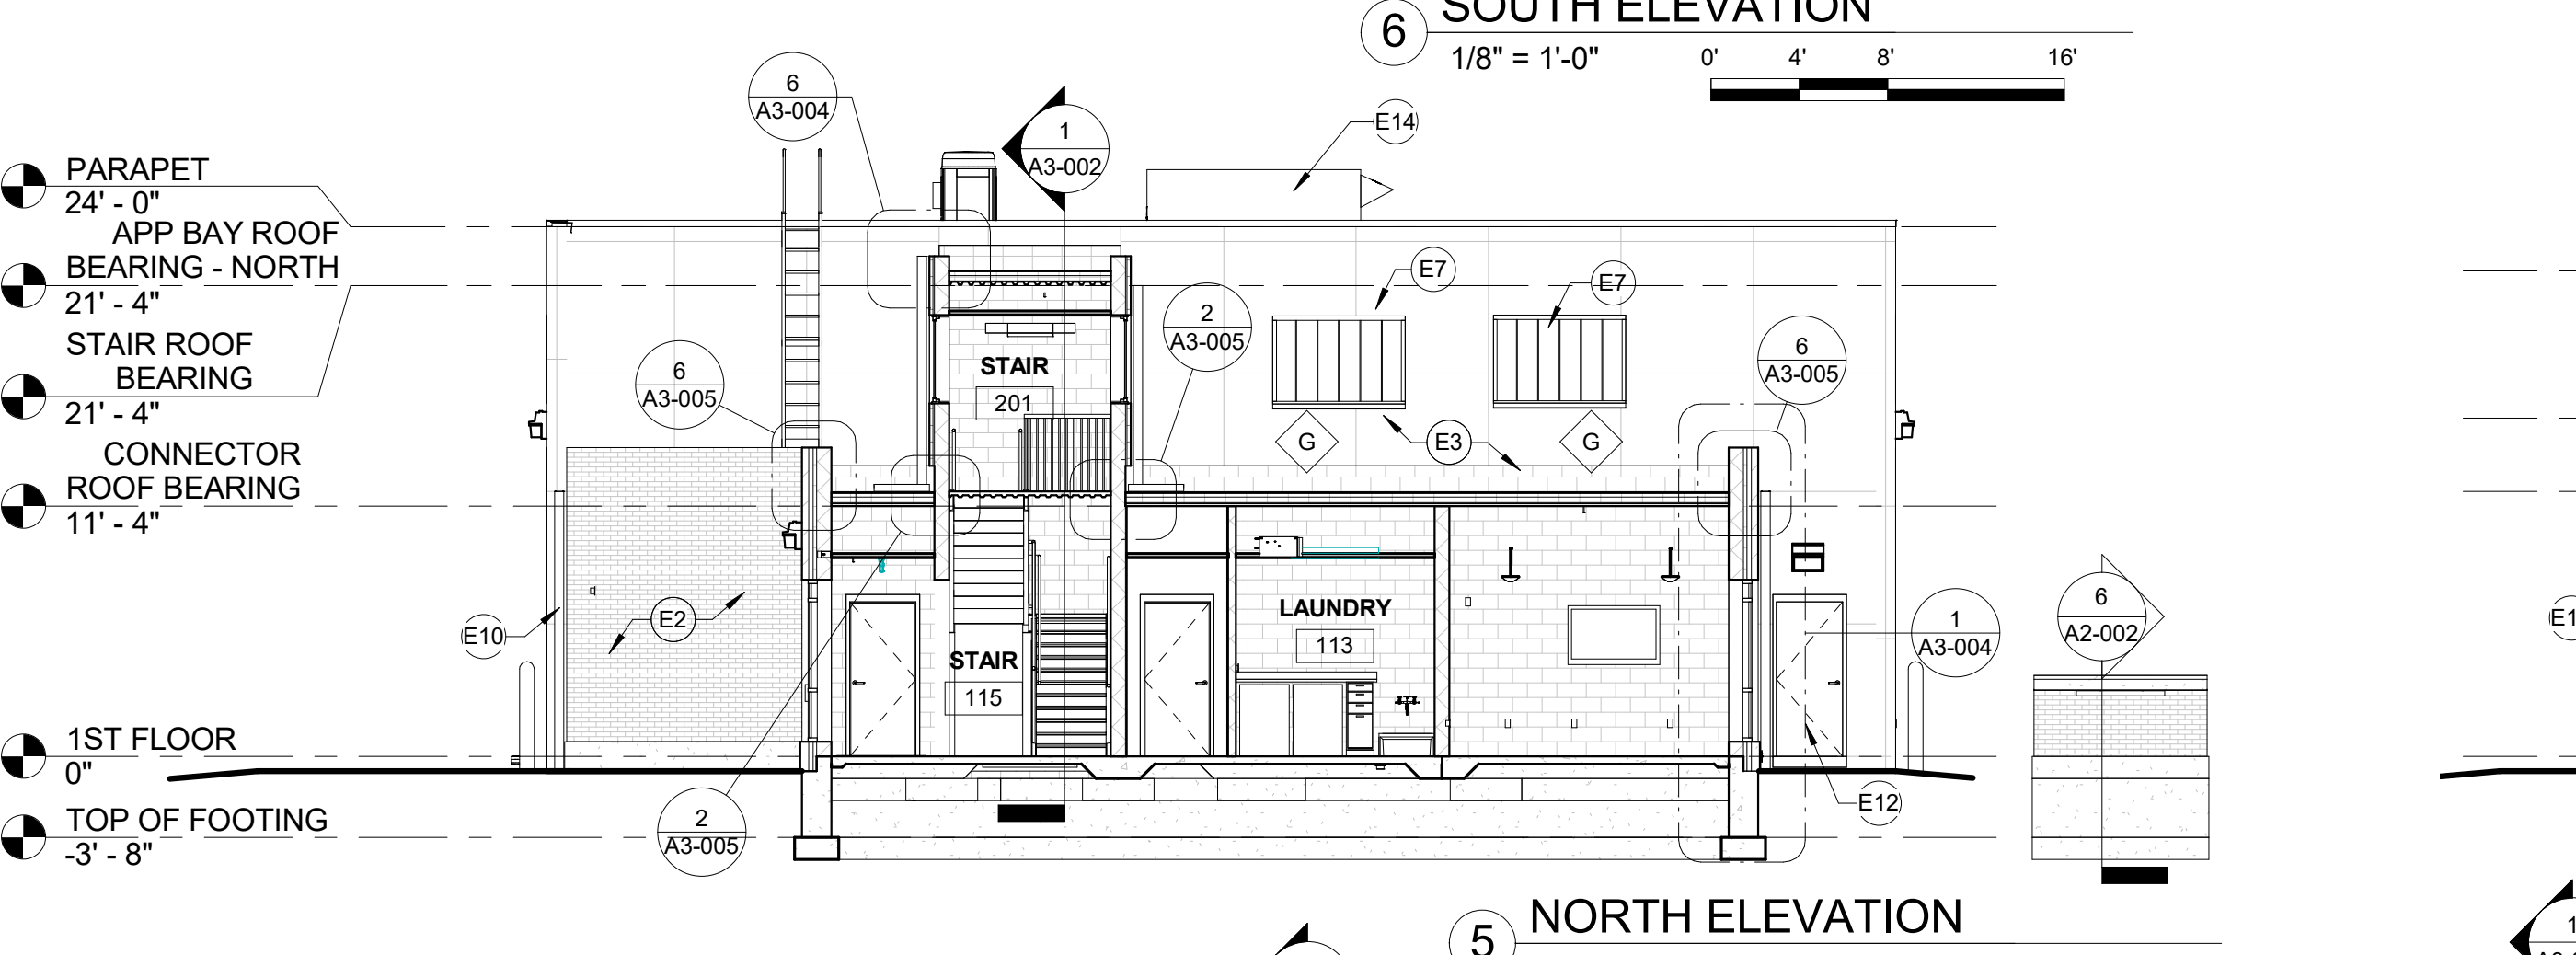 SOUTH ELEVATION
6
1/8" = 1'-0"
0' 4' 8' 16'
6
A3-004
1
A3-002
E14
PARAPET
24' - 0"
APP BAY ROOF
BEARING - NORTH
21' - 4"
STAIR ROOF
BEARING
21' - 4"
CONNECTOR
ROOF BEARING
11' - 4"
1ST FLOOR
0"
TOP OF FOOTING
-3' - 8"
E7
E7
2
A3-005
6
A3-005
6
A3-005
STAIR
201
G
E3
G
E10
E2
STAIR
115
LAUNDRY
113
1
A3-004
6
A2-002
E12
2
A3-005
NORTH ELEVATION
5